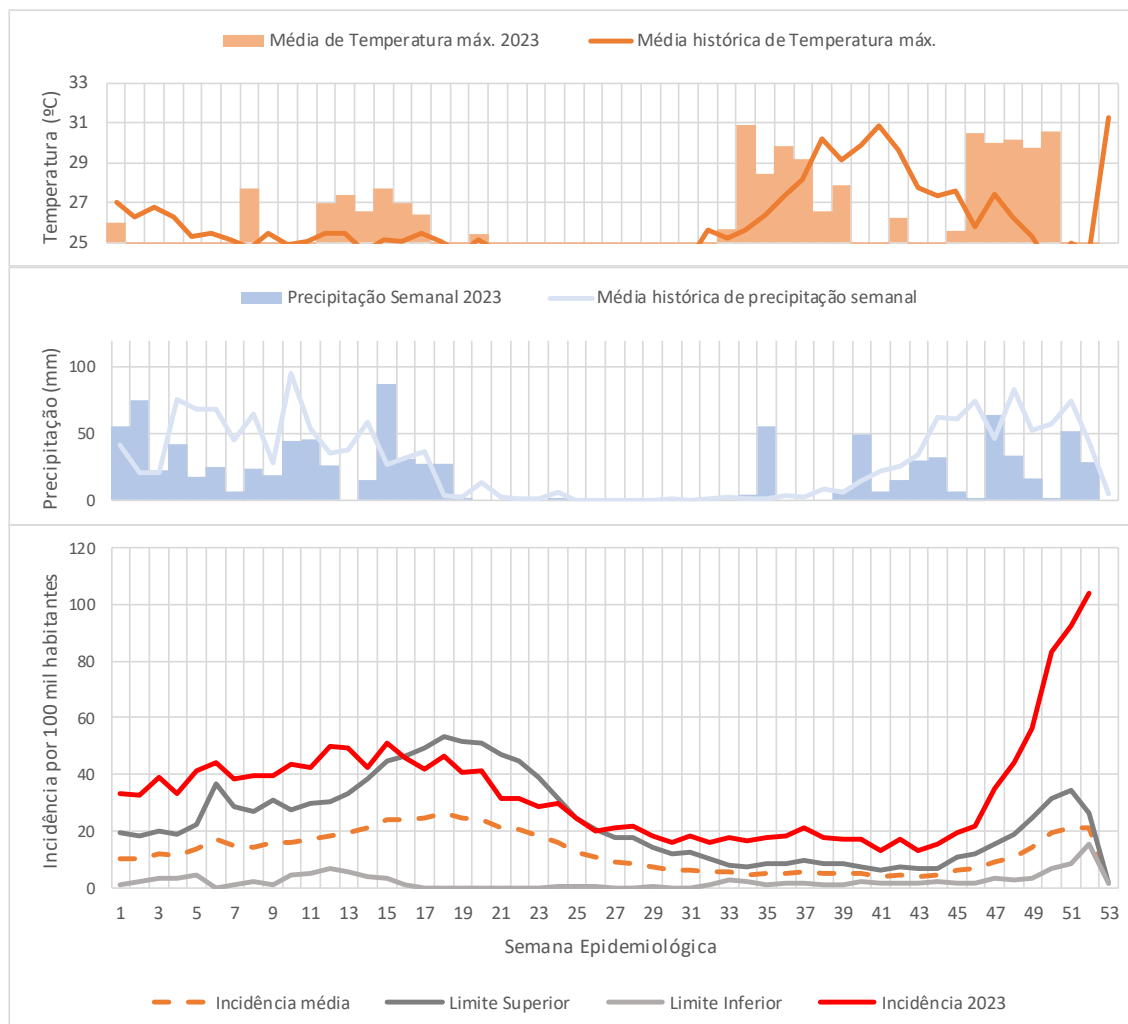 Média de Temperatura máx. 2023 Média histórica de Temperatura máx.
Temperatura (ºC)
33
31
29
27
25
Precipitação Semanal 2023 Média histórica de precipitação semanal
Precipitação (mm)
100
50
0
Incidência por 100 mil habitantes
120
100
80
60
40
20
0
1 3 5 7 9 11 13 15 17 19 21 23 25 27 29 31 33 35 37 39 41 43 45 47 49 51 53
Semana Epidemiológica
Incidência média Limite Superior Limite Inferior Incidência 2023